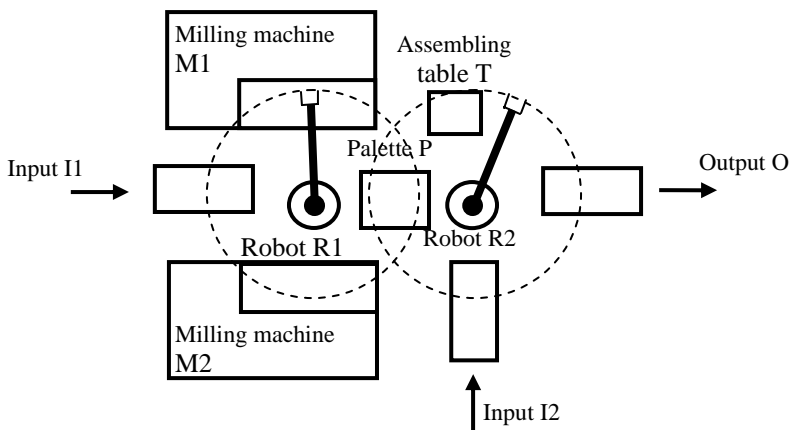 Milling machine
M1
Assembling
table T
Palette P
Input I1
Output O
Robot R1
Robot R2
Milling machine
M2
Input I2